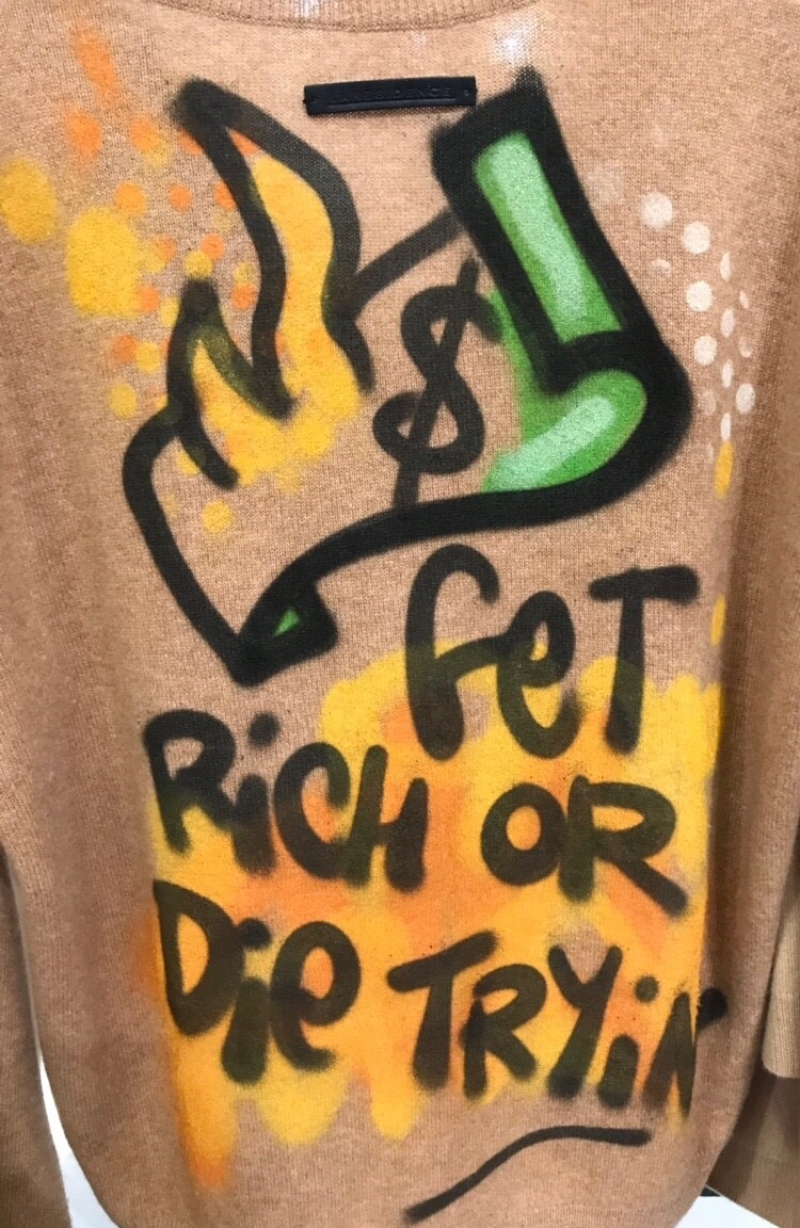 $
GeT
RiCH OR
Die TRYiN